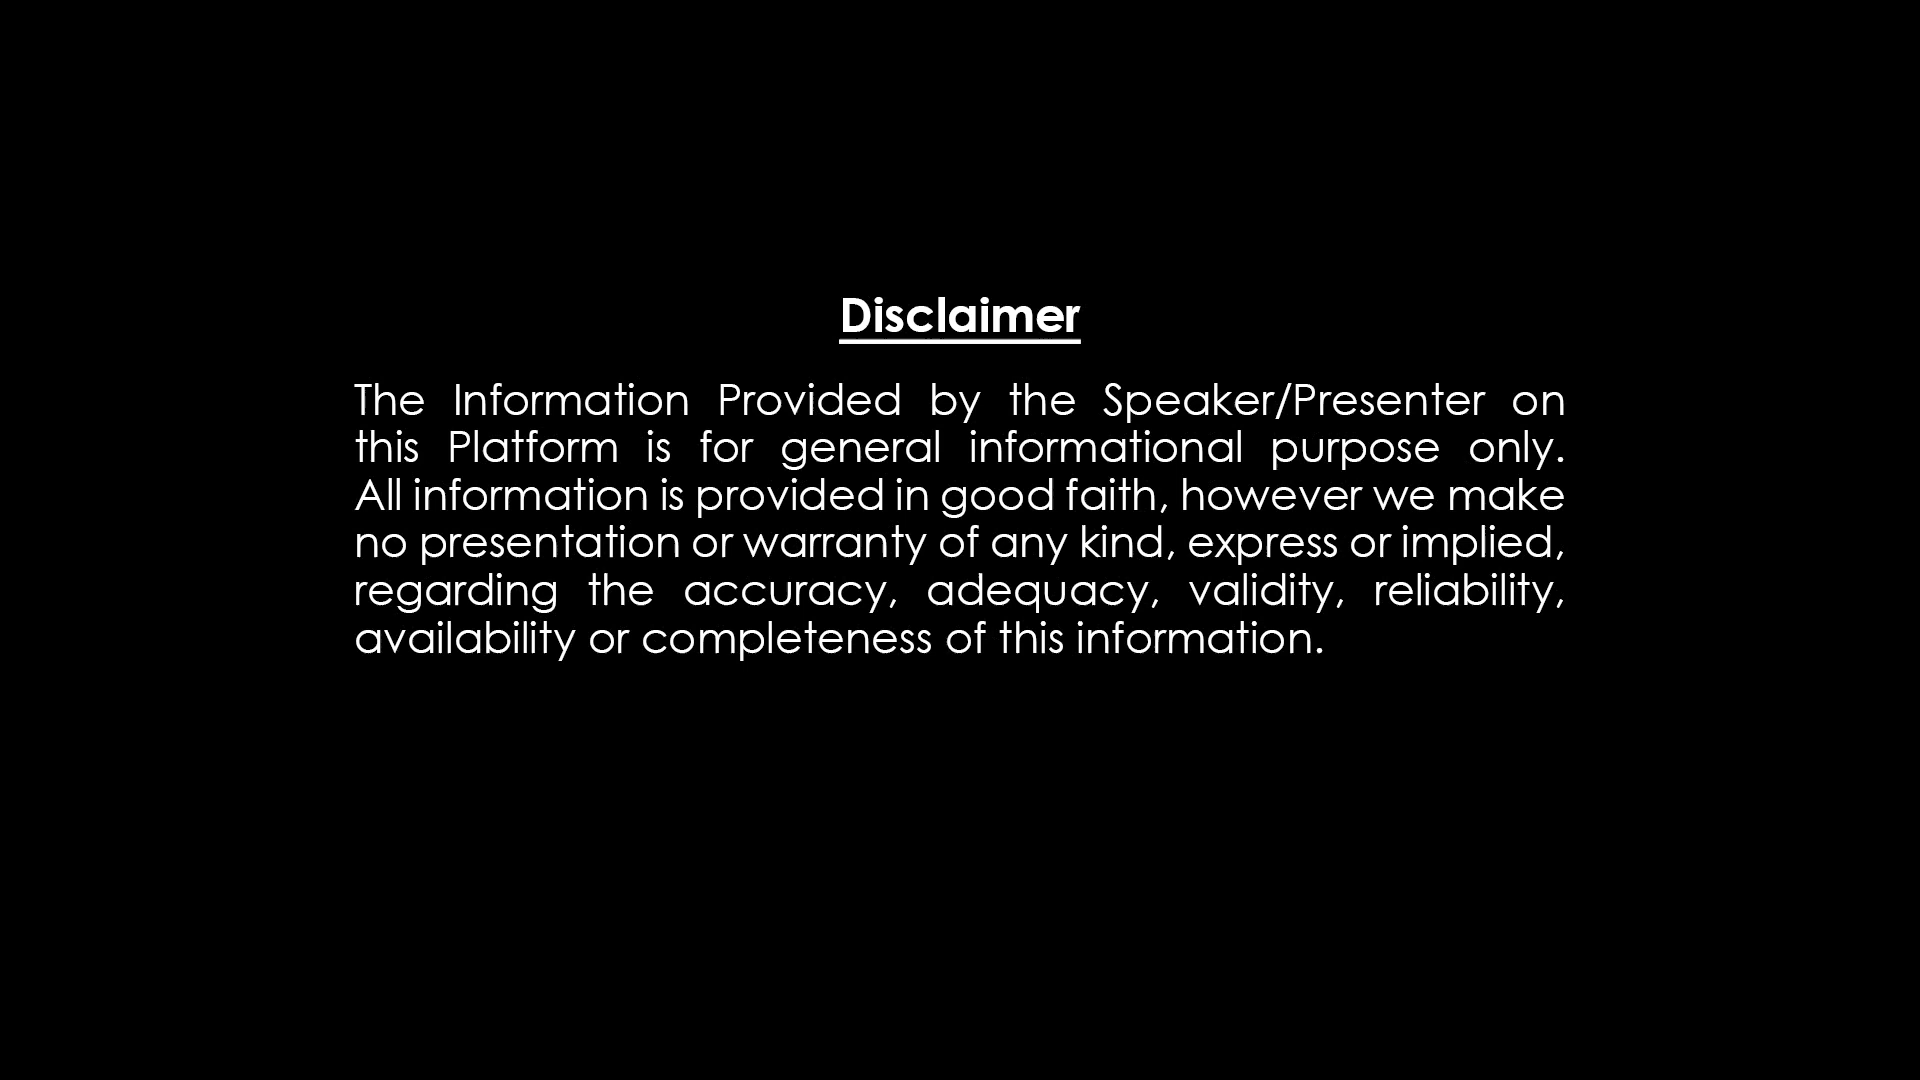 Disclaimer
The Information Provided by the Speaker/Presenter on
this Platform is for general informational purpose only.
All information is provided in good faith, however we make
no presentation or warranty of any kind, express or implied,
regarding the accuracy, adequacy, validity, reliability,
availability or completeness of this information.